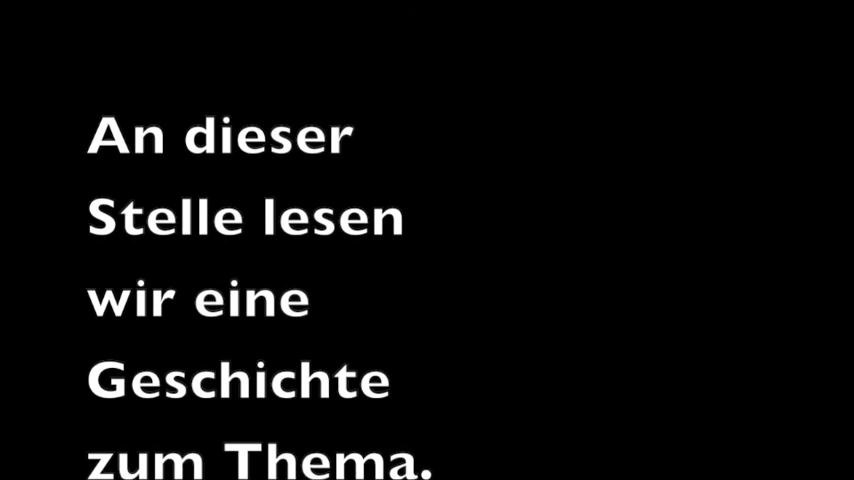 An dieser
Stelle lesen
wir eine
Geschichte
zum Thema.